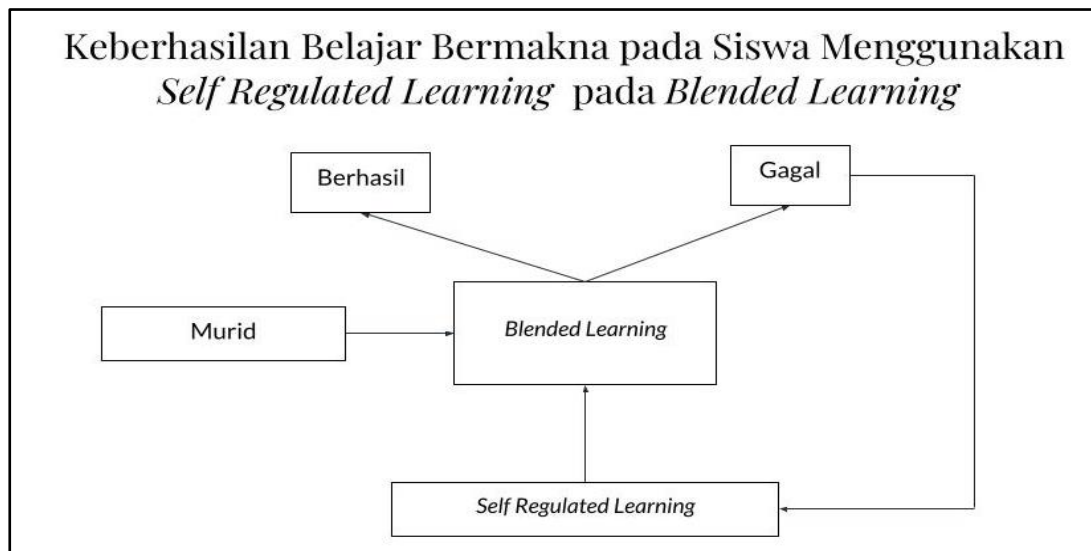 Keberhasilan Belajar Bermakna pada Siswa Menggunakan
Self Regulated Learning pada Blended Learning
Berhasil
Gagal
Murid
Blended Learning
Self Regulated Learning